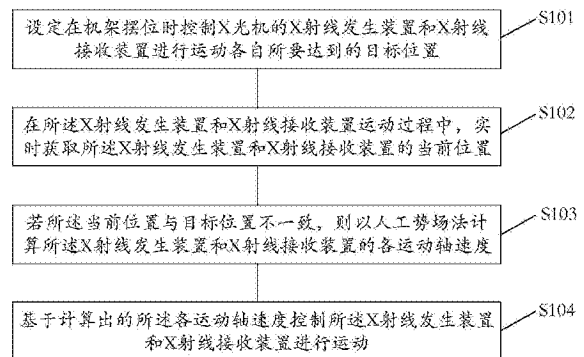 设定在机架摆位时控制X光机的X射线发生装置和X射线
接收装置进行运动各自所要达到的目标位置
S101
在所述X射线发生装置和X射线接收装置运动过程中，实
时获取所述X射线发生装置和X射线接收装置的当前位置
S102
若所述当前位置与目标位置不一致，则以人工势场法计
算所述X射线发生装置和X射线接收装置的各运动轴速度
S103
基于计算出的所述各运动轴速度控制所述X射线发生装置
和X射线接收装置进行运动
S104